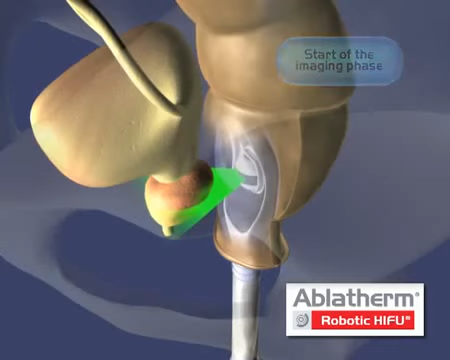 Start of the
imaging phase
Ablatherm®
Robotic HIFU®